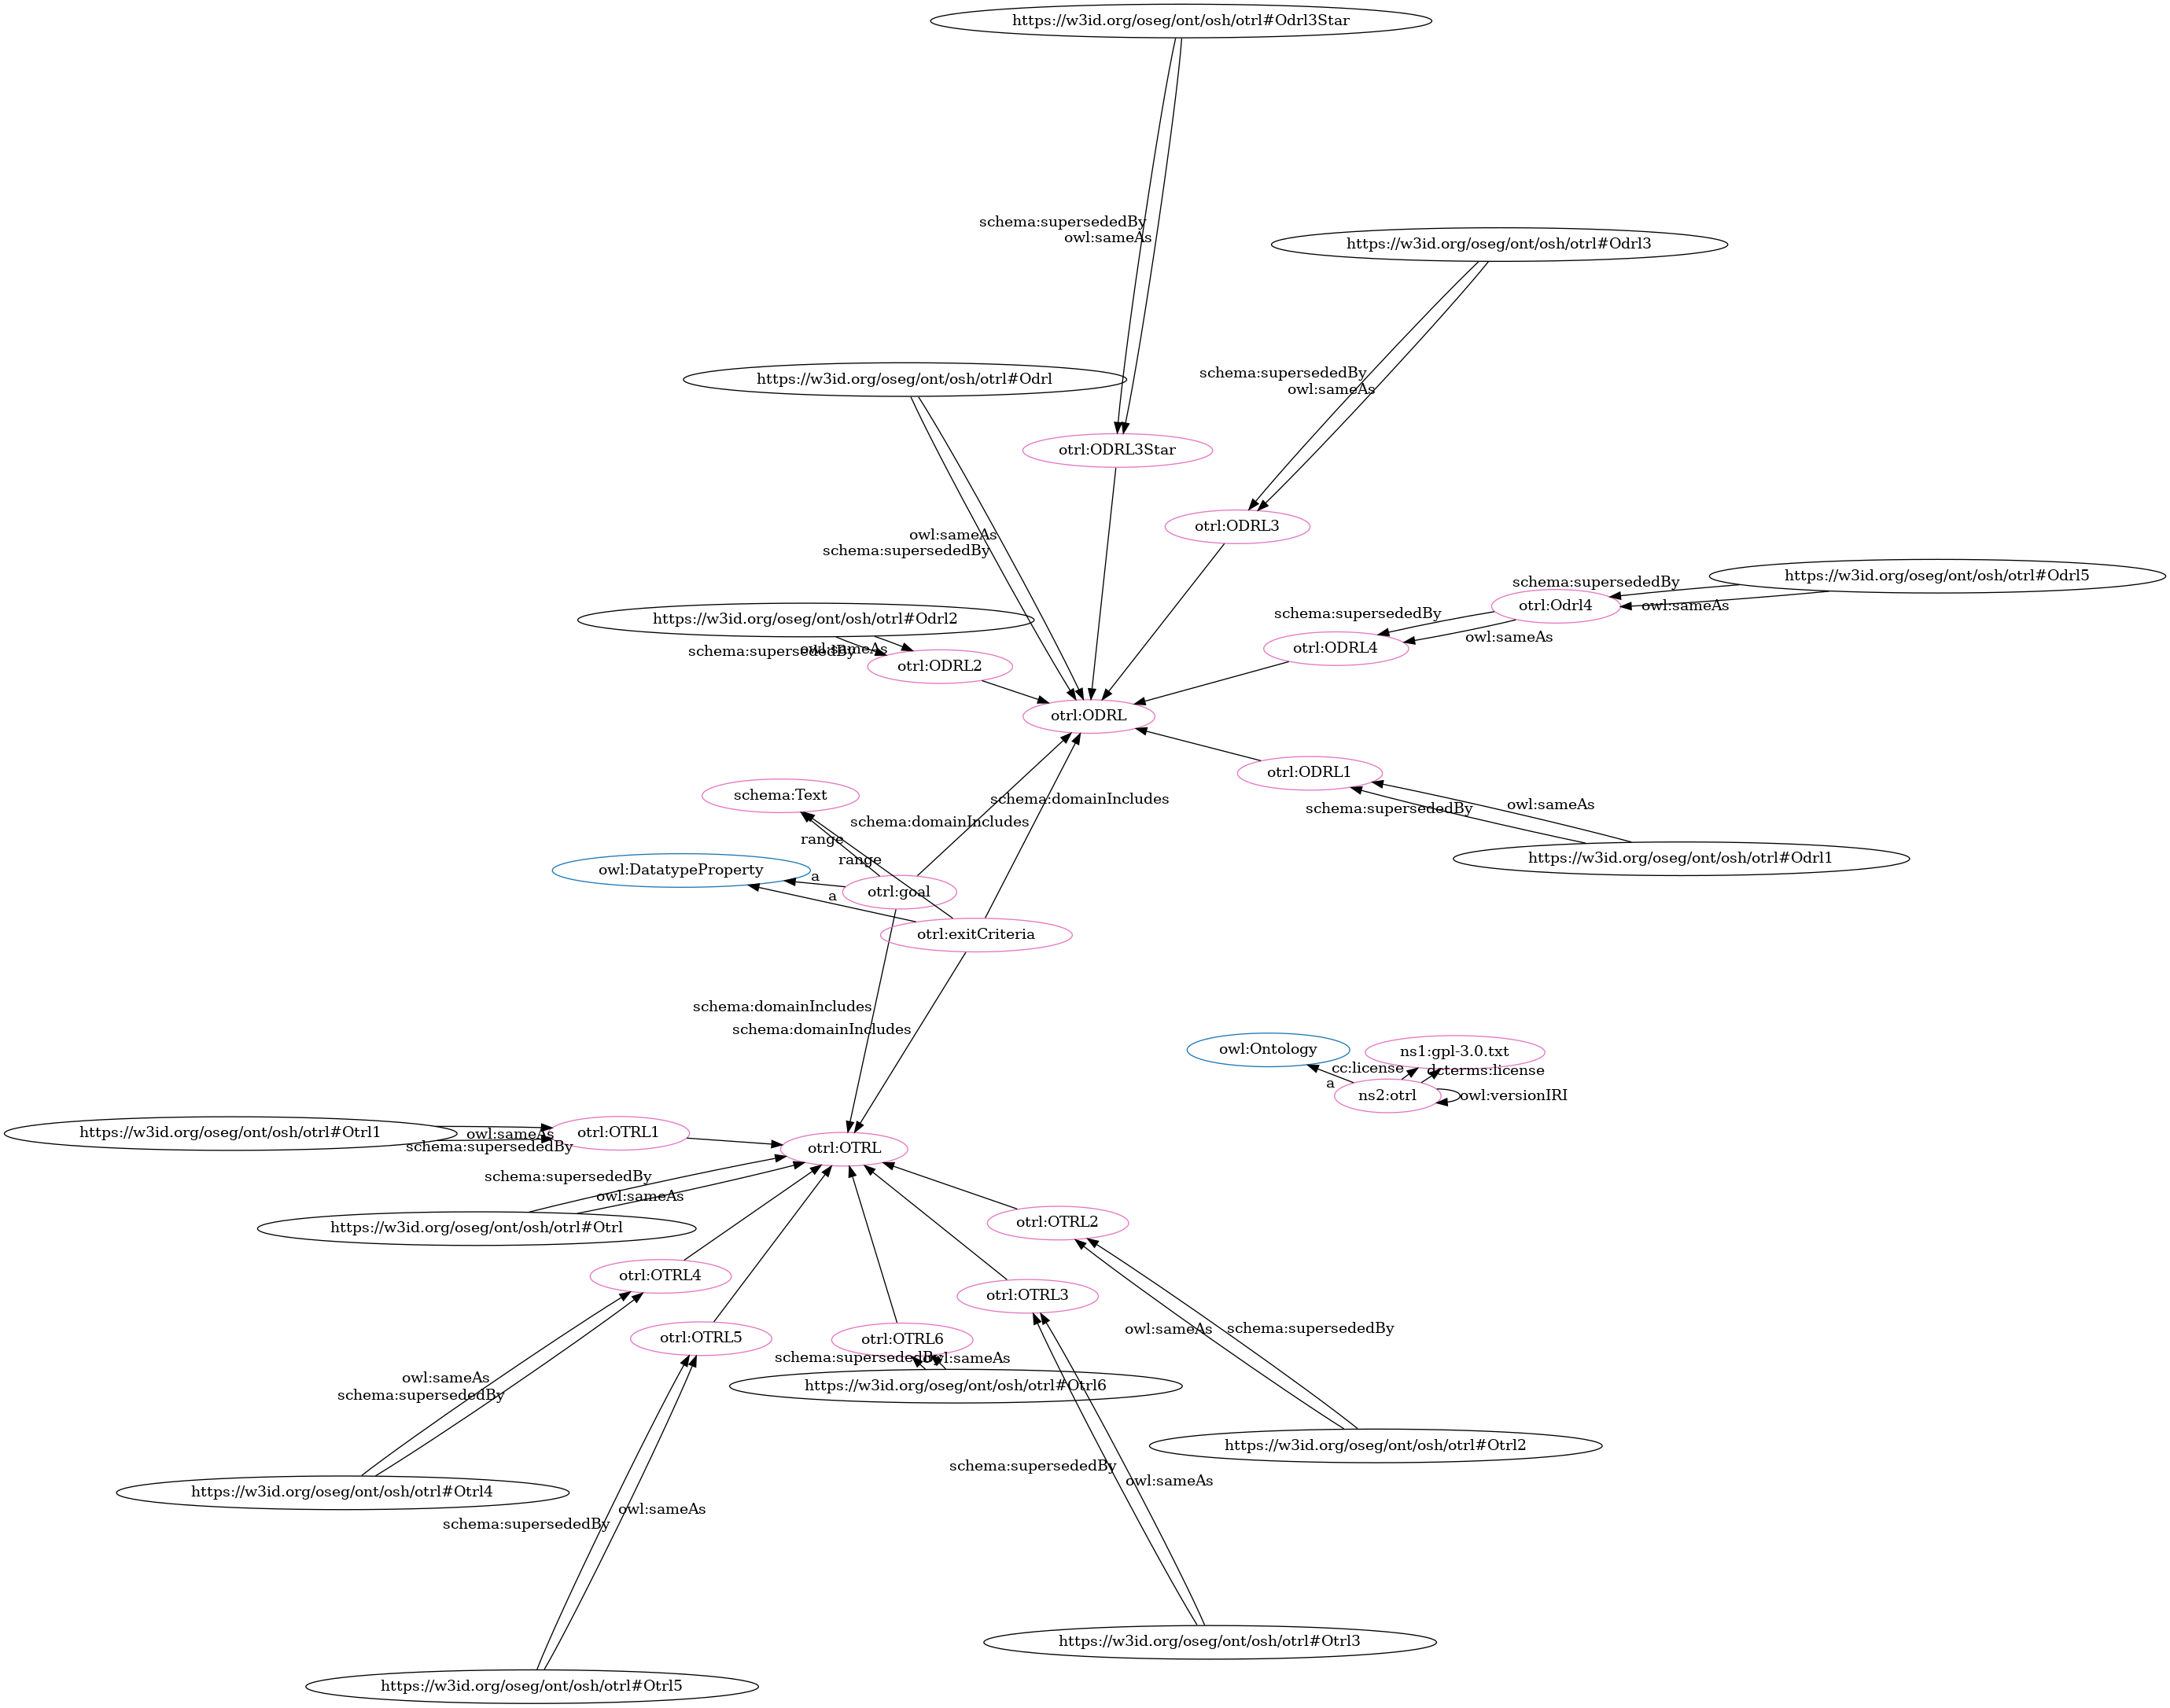 https://w3id.org/oseg/ont/osh/otrl#Odrl3Star
schema:supersededBy
owl:sameAs
https://w3id.org/oseg/ont/osh/otrl#Odrl3
schema:supersededBy
owl:sameAs
https://w3id.org/oseg/ont/osh/otrl#Odrl
otrl:ODRL3Star
otrl:ODRL3
owl:sameAs
schema:supersededBy
https://w3id.org/oseg/ont/osh/otrl#Odrl5
schema:supersededBy
owl:sameAs
otrl:Odrl4
schema:supersededBy
owl:sameAs
https://w3id.org/oseg/ont/osh/otrl#Odrl2
schema:supersededBy
owl:sameAs
otrl:ODRL4
otrl:ODRL2
otrl:ODRL
otrl:ODRL1
schema:Text
schema:domainIncludes
owl:sameAs
schema:supersededBy
schema:domainIncludes
range
range
https://w3id.org/oseg/ont/osh/otrl#Odrl1
owl:DatatypeProperty
a
otrl:goal
a
otrl:exitCriteria
schema:domainIncludes
schema:domainIncludes
owl:Ontology
ns1:gpl-3.0.txt
cc:license
dcterms:license
a
ns2:otrl
owl:versionIRI
https://w3id.org/oseg/ont/osh/otrl#Otrl1
owl:sameAs
schema:supersededBy
otrl:OTRL1
otrl:OTRL
schema:supersededBy
owl:sameAs
https://w3id.org/oseg/ont/osh/otrl#Otrl
otrl:OTRL2
otrl:OTRL4
otrl:OTRL3
otrl:OTRL5
otrl:OTRL6
owl:sameAs
schema:supersededBy
schema:supersededBy
owl:sameAs
https://w3id.org/oseg/ont/osh/otrl#Otrl6
owl:sameAs
schema:supersededBy
https://w3id.org/oseg/ont/osh/otrl#Otrl2
schema:supersededBy
owl:sameAs
https://w3id.org/oseg/ont/osh/otrl#Otrl4
owl:sameAs
schema:supersededBy
https://w3id.org/oseg/ont/osh/otrl#Otrl3
https://w3id.org/oseg/ont/osh/otrl#Otrl5